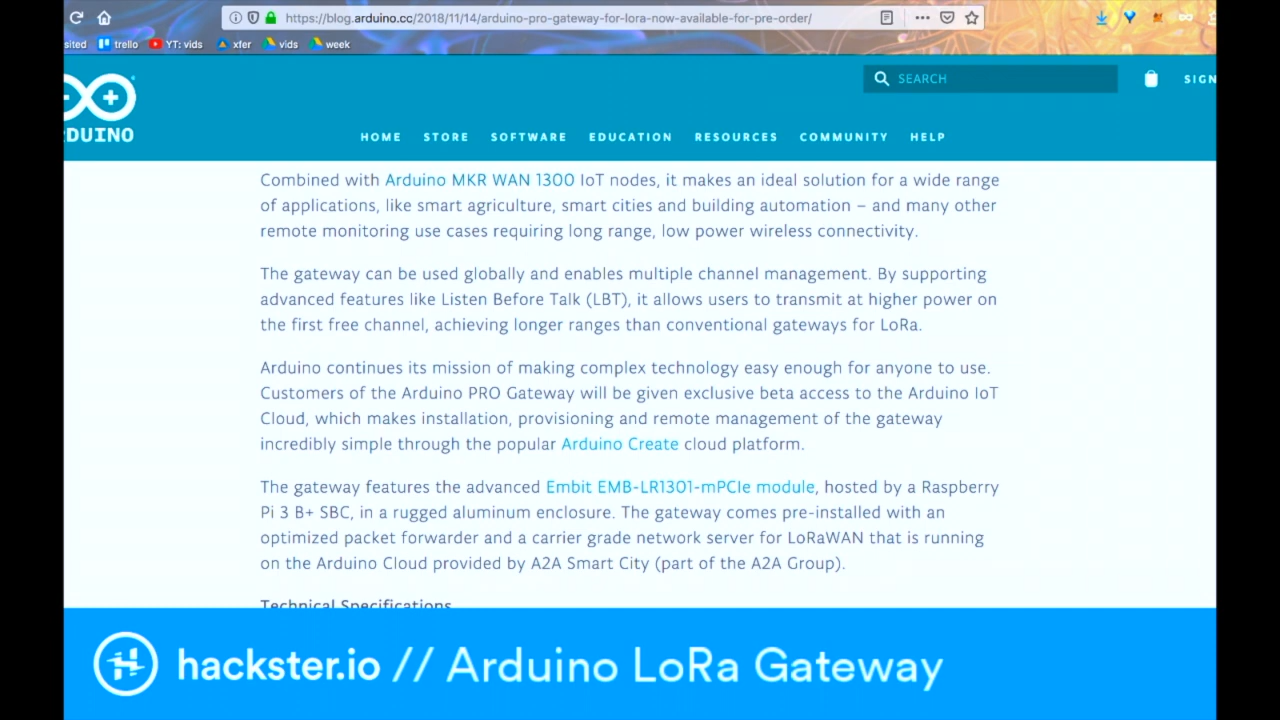 https://blog.arduino.cc/2018/11/14/arduino-pro-gateway-for-lora-now-available-for-pre-order/
sited trello YT: vids xfer vids week
SEARCH SIGN
DUINO
HOME STORE SOFTWARE EDUCATION RESOURCES COMMUNITY HELP
Combined with Arduino MKR WAN 1300 IoT nodes, it makes an ideal solution for a wide range
of applications, like smart agriculture, smart cities and building automation – and many other
remote monitoring use cases requiring long range, low power wireless connectivity.
The gateway can be used globally and enables multiple channel management. By supporting
advanced features like Listen Before Talk (LBT), it allows users to transmit at higher power on
the first free channel, achieving longer ranges than conventional gateways for LoRa.
Arduino continues its mission of making complex technology easy enough for anyone to use.
Customers of the Arduino PRO Gateway will be given exclusive beta access to the Arduino IoT
Cloud, which makes installation, provisioning and remote management of the gateway
incredibly simple through the popular Arduino Create cloud platform.
The gateway features the advanced Embit EMB-LR1301-mPCIe module, hosted by a Raspberry
Pi 3 B+ SBC, in a rugged aluminum enclosure. The gateway comes pre-installed with an
optimized packet forwarder and a carrier grade network server for LoRaWAN that is running
on the Arduino Cloud provided by A2A Smart City (part of the A2A Group).
Technical Specifications
hackster.io // Arduino LoRa Gateway